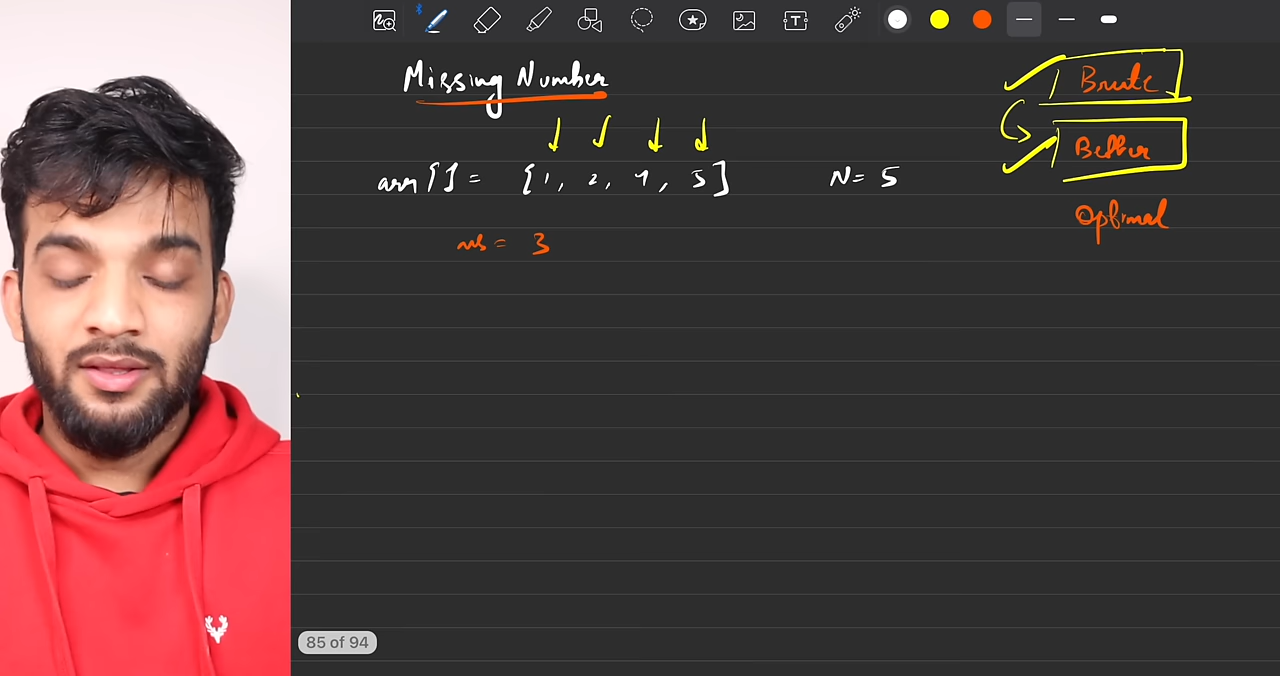 Missing Number
arr[] = [1, 2, 4, 5] N = 5
ans = 3
Brute
Better
Optimal
85 of 94